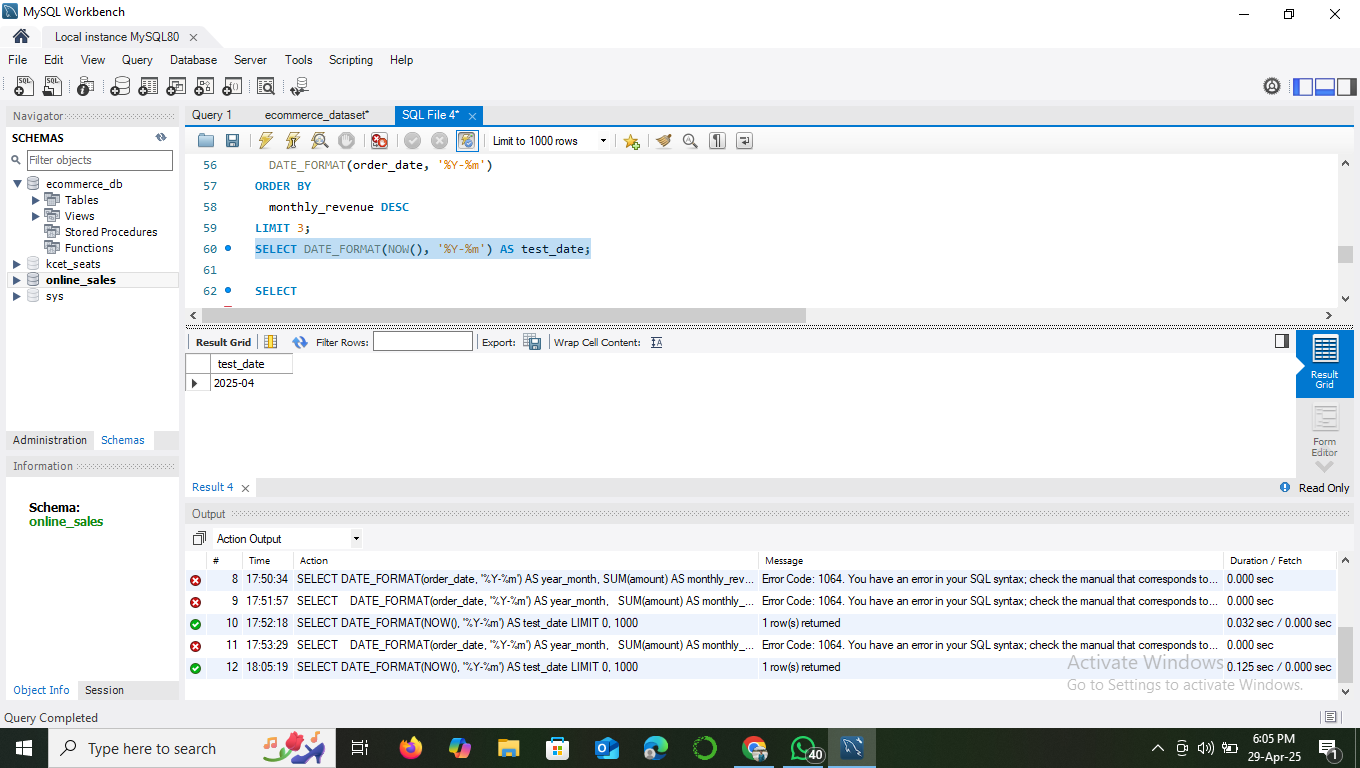 MySQL Workbench
Local instance MySQL80
File Edit View Query Database Server Tools Scripting Help
Navigator
SCHEMAS
Filter objects
ecommerce_db
Tables
Views
Stored Procedures
Functions
kcet_seats
online_sales
sys
Administration Schemas
Information
Schema:
online_sales
Object Info Session
Query 1 ecommerce_dataset* SQL File 4*
Limit to 1000 rows
56 DATE_FORMAT(order_date, '%Y-%m')
57 ORDER BY
58 monthly_revenue DESC
59 LIMIT 3;
60 SELECT DATE_FORMAT(NOW(), '%Y-%m') AS test_date;
61
62 SELECT
Result Grid Filter Rows: Export: Wrap Cell Content:
test_date
2025-04
Result Grid
Form Editor
Result 4 Read Only
Output
Action Output
# Time Action Message Duration / Fetch
8 17:50:34 SELECT DATE_FORMAT(order_date, '%Y-%m') AS year_month, SUM(amount) AS monthly_rev... Error Code: 1064. You have an error in your SQL syntax; check the manual that corresponds to... 0.000 sec
9 17:51:57 SELECT DATE_FORMAT(order_date, '%Y-%m') AS year_month, SUM(amount) AS monthly_... Error Code: 1064. You have an error in your SQL syntax; check the manual that corresponds to... 0.000 sec
10 17:52:18 SELECT DATE_FORMAT(NOW(), '%Y-%m') AS test_date LIMIT 0, 1000 1 row(s) returned 0.032 sec / 0.000 sec
11 17:53:29 SELECT DATE_FORMAT(order_date, '%Y-%m') AS year_month, SUM(amount) AS monthly_... Error Code: 1064. You have an error in your SQL syntax; check the manual that corresponds to... 0.000 sec
12 18:05:19 SELECT DATE_FORMAT(NOW(), '%Y-%m') AS test_date LIMIT 0, 1000 1 row(s) returned 0.125 sec / 0.000 sec
Activate Windows
Go to Settings to activate Windows.
Query Completed
Type here to search
40
6:05 PM
29-Apr-25
1